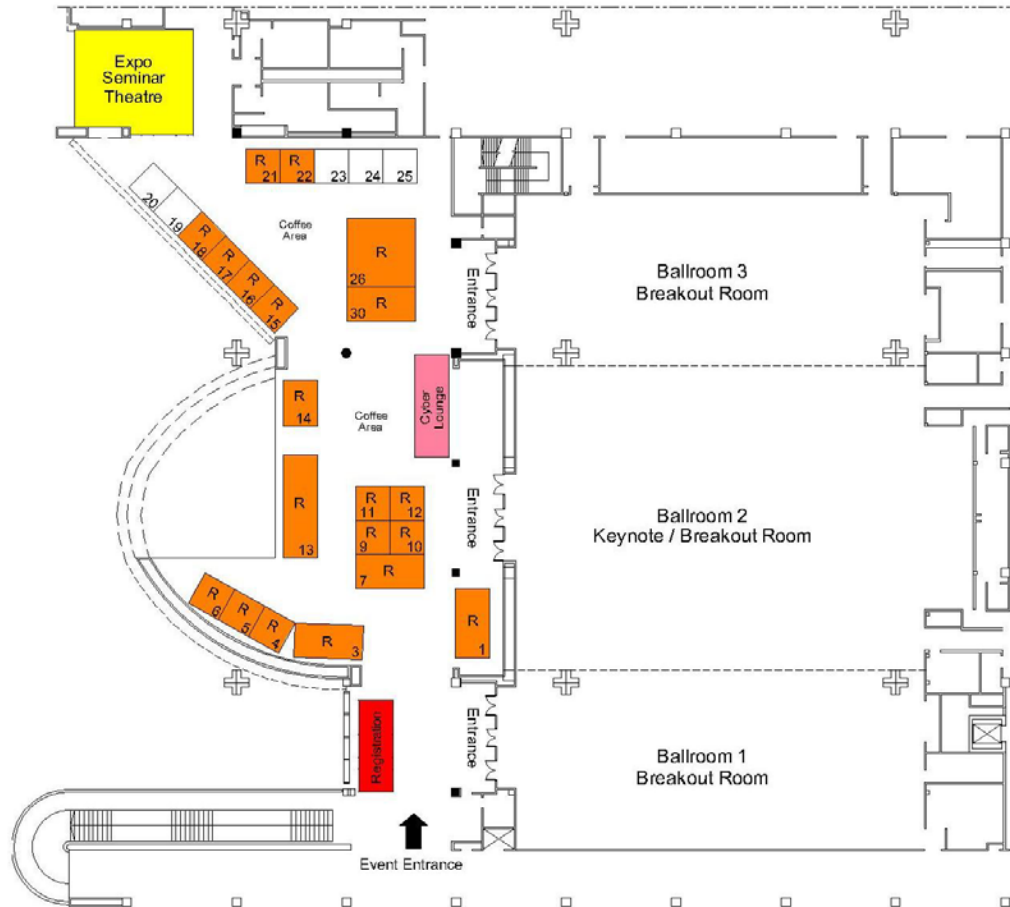 Expo
Seminar
Theatre
R
21
R
22
23
24
25
20
19
R
18
R
17
R
16
R
15
Coffee
Area
R
26
R
30
Entrance
Ballroom 3
Breakout Room
R
14
Coffee
Area
Cyber
Lounge
R
13
R
11
R
12
R
9
R
10
R
7
Entrance
Ballroom 2
Keynote / Breakout Room
R
6
R
5
R
4
R
3
R
1
Registration
Entrance
Ballroom 1
Breakout Room
Event Entrance